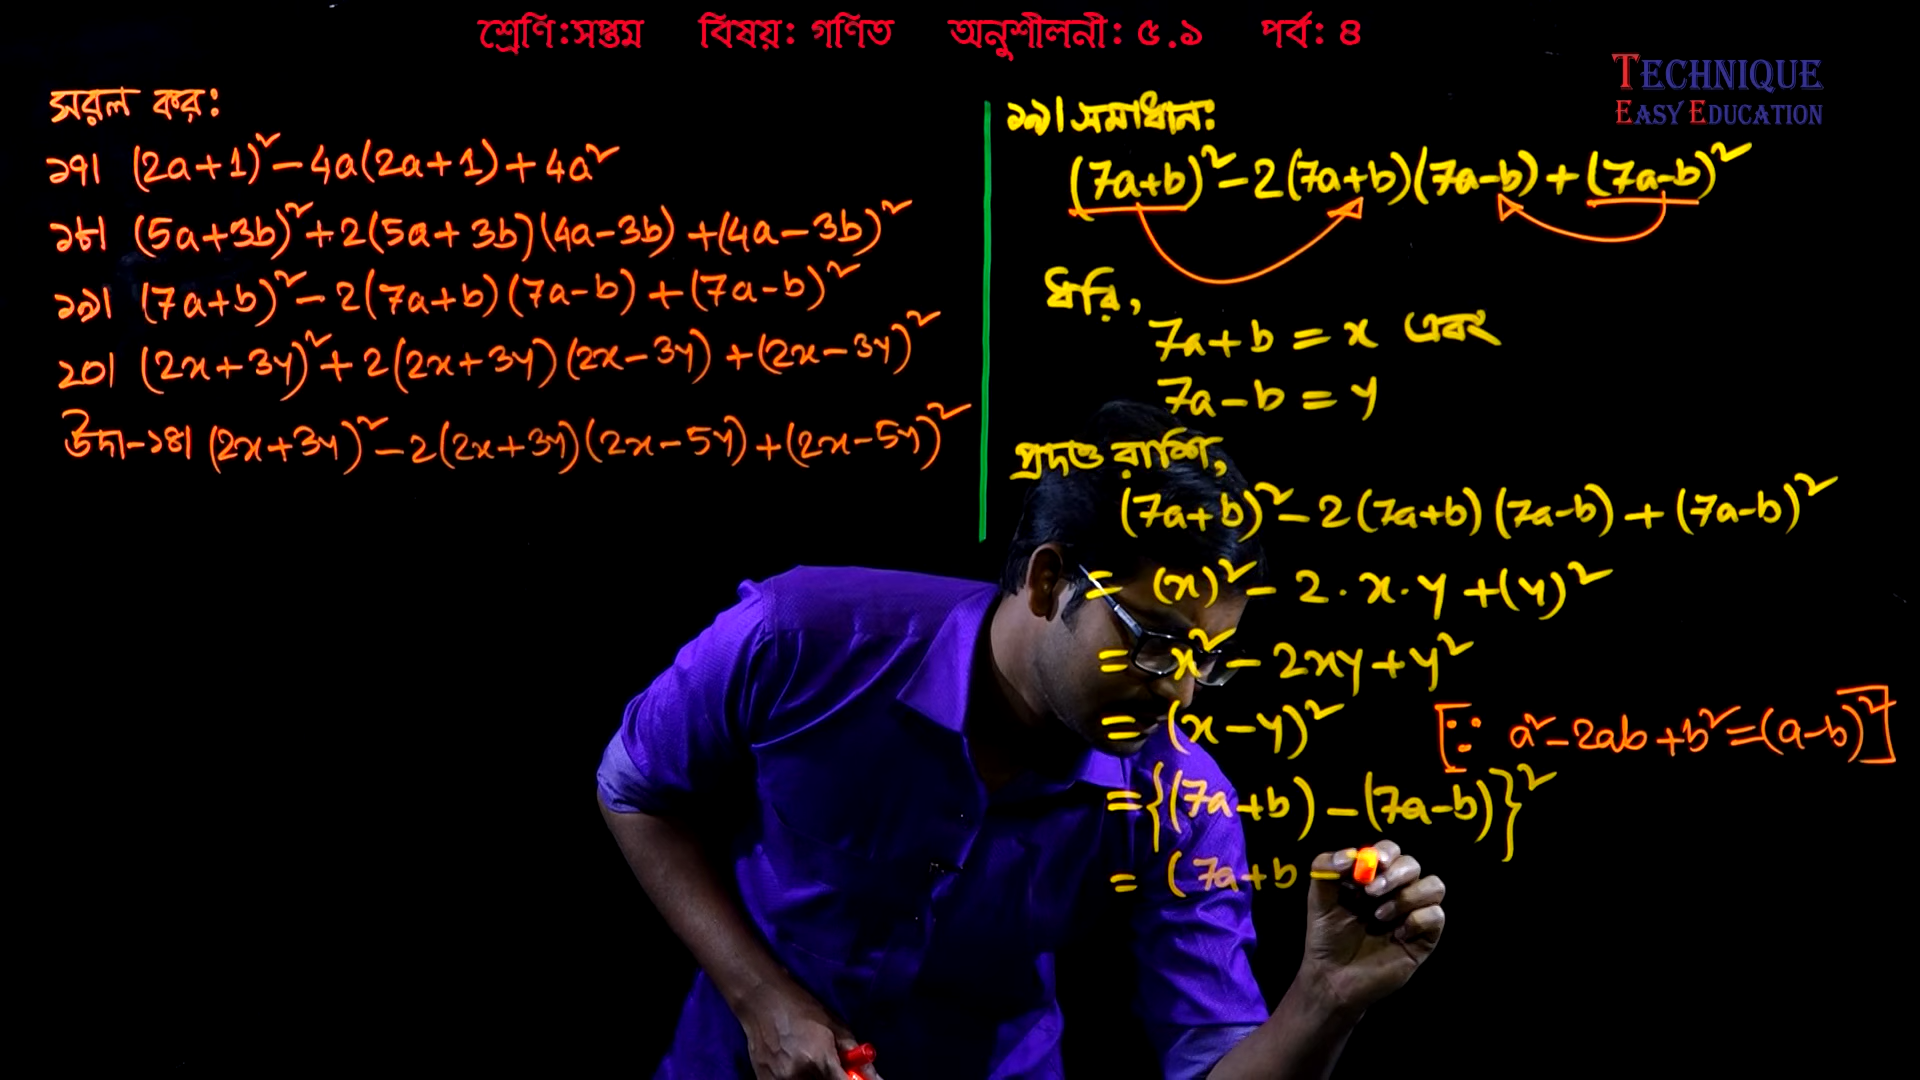 শ্রেণি:সপ্তম বিষয়: গণিত অনুশীলনী: ৫.১ পর্ব: ৪
TECHNIQUE
EASY EDUCATION
সরল কর:
১৭। (2a+1)² - 4a(2a+1) + 4a²
১৮। (5a+3b)² + 2(5a+3b)(4a-3b) + (4a-3b)²
১৯। (7a+b)² - 2(7a+b)(7a-b) + (7a-b)²
২০। (2x+3y)² + 2(2x+3y)(2x-3y) + (2x-3y)²
উদা-১৪। (2x+3y)² - 2(2x+3y)(2x-5y) + (2x-5y)²
১৯। সমাধান:
(7a+b)² - 2(7a+b)(7a-b) + (7a-b)²
ধরি,
7a+b = x এবং
7a-b = y
প্রদত্ত রাশি,
(7a+b)² - 2(7a+b)(7a-b) + (7a-b)²
= (x)² - 2·x·y + (y)²
= x² - 2xy + y²
= (x-y)² [∵ a²-2ab+b²=(a-b)²]
= {(7a+b) - (7a-b)}²
= (7a+b-